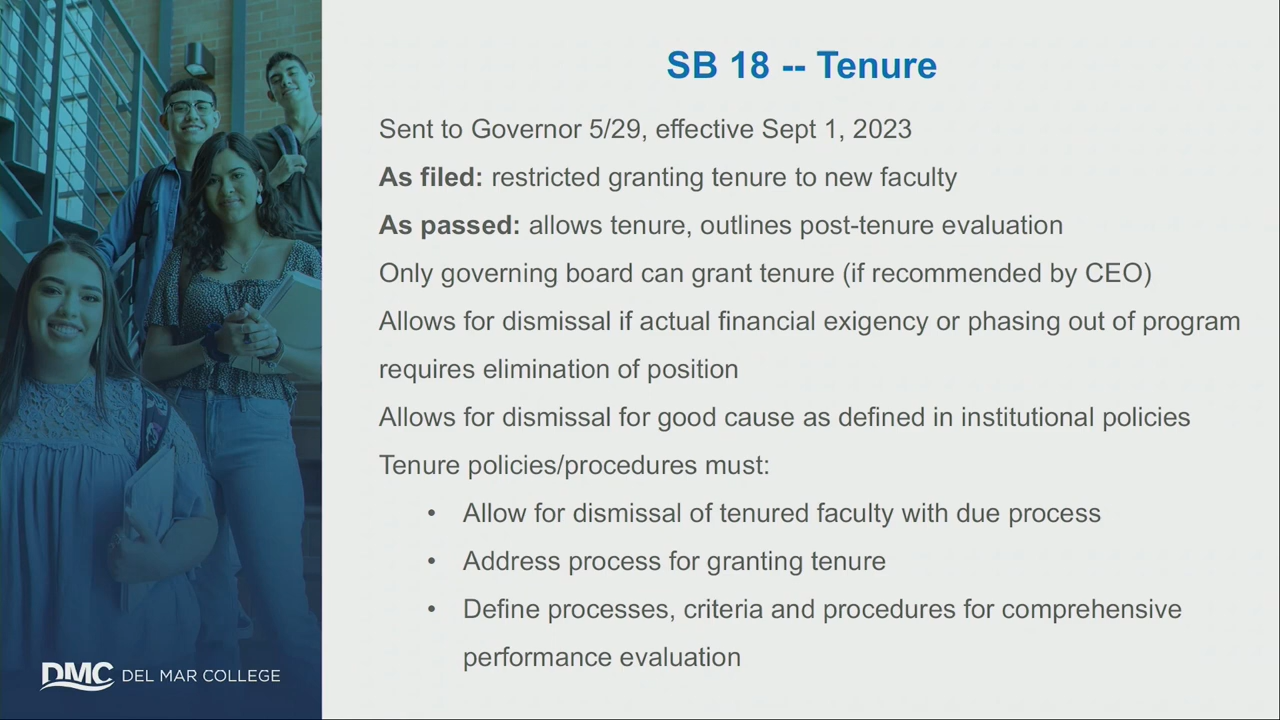 SB 18 -- Tenure
Sent to Governor 5/29, effective Sept 1, 2023
As filed: restricted granting tenure to new faculty
As passed: allows tenure, outlines post-tenure evaluation
Only governing board can grant tenure (if recommended by CEO)
Allows for dismissal if actual financial exigency or phasing out of program
requires elimination of position
Allows for dismissal for good cause as defined in institutional policies
Tenure policies/procedures must:
• Allow for dismissal of tenured faculty with due process
• Address process for granting tenure
• Define processes, criteria and procedures for comprehensive
performance evaluation
DMC DEL MAR COLLEGE